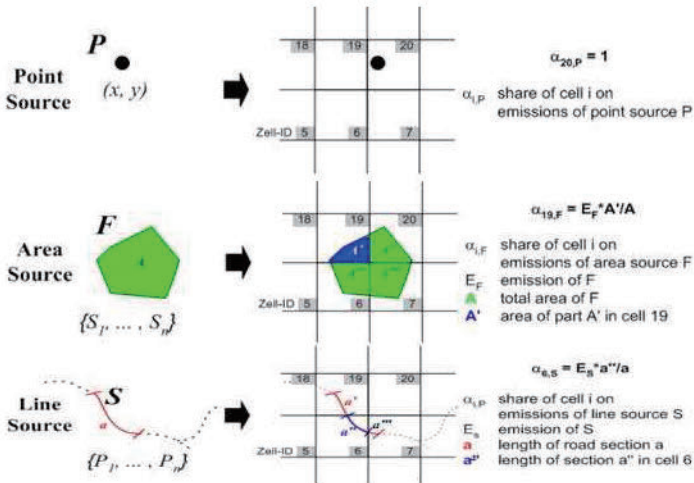 Point
Source
P
(x, y)
18 19 20
Zell-ID 5 6 7
α20,P = 1
αi,P share of cell i on
emissions of point source P
Area
Source
F
A
{S1, ... , Sn}
18 19 20
A'
Zell-ID 5 6 7
α19,F = EF*A'/A
αi,F share of cell i on
emissions of area source F
EF emission of F
A total area of F
A' area of part A' in cell 19
Line
Source
S
a
{P1, ... , Pn}
18 19 20
a'
a'' a'''
Zell-ID 5 6 7
α6,S = ES*a''/a
αi,P share of cell i on
emissions of line source S
Es emission of S
a length of road section a
a'' length of section a'' in cell 6